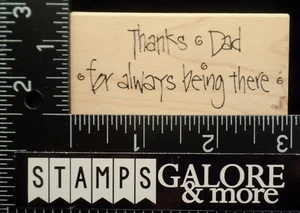 Thanks Dad
for always being there
1 2 3
1 2 3
STAMPS GALORE
& more